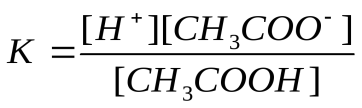 K = [H⁺][CH₃COO⁻] / [CH₃COOH]